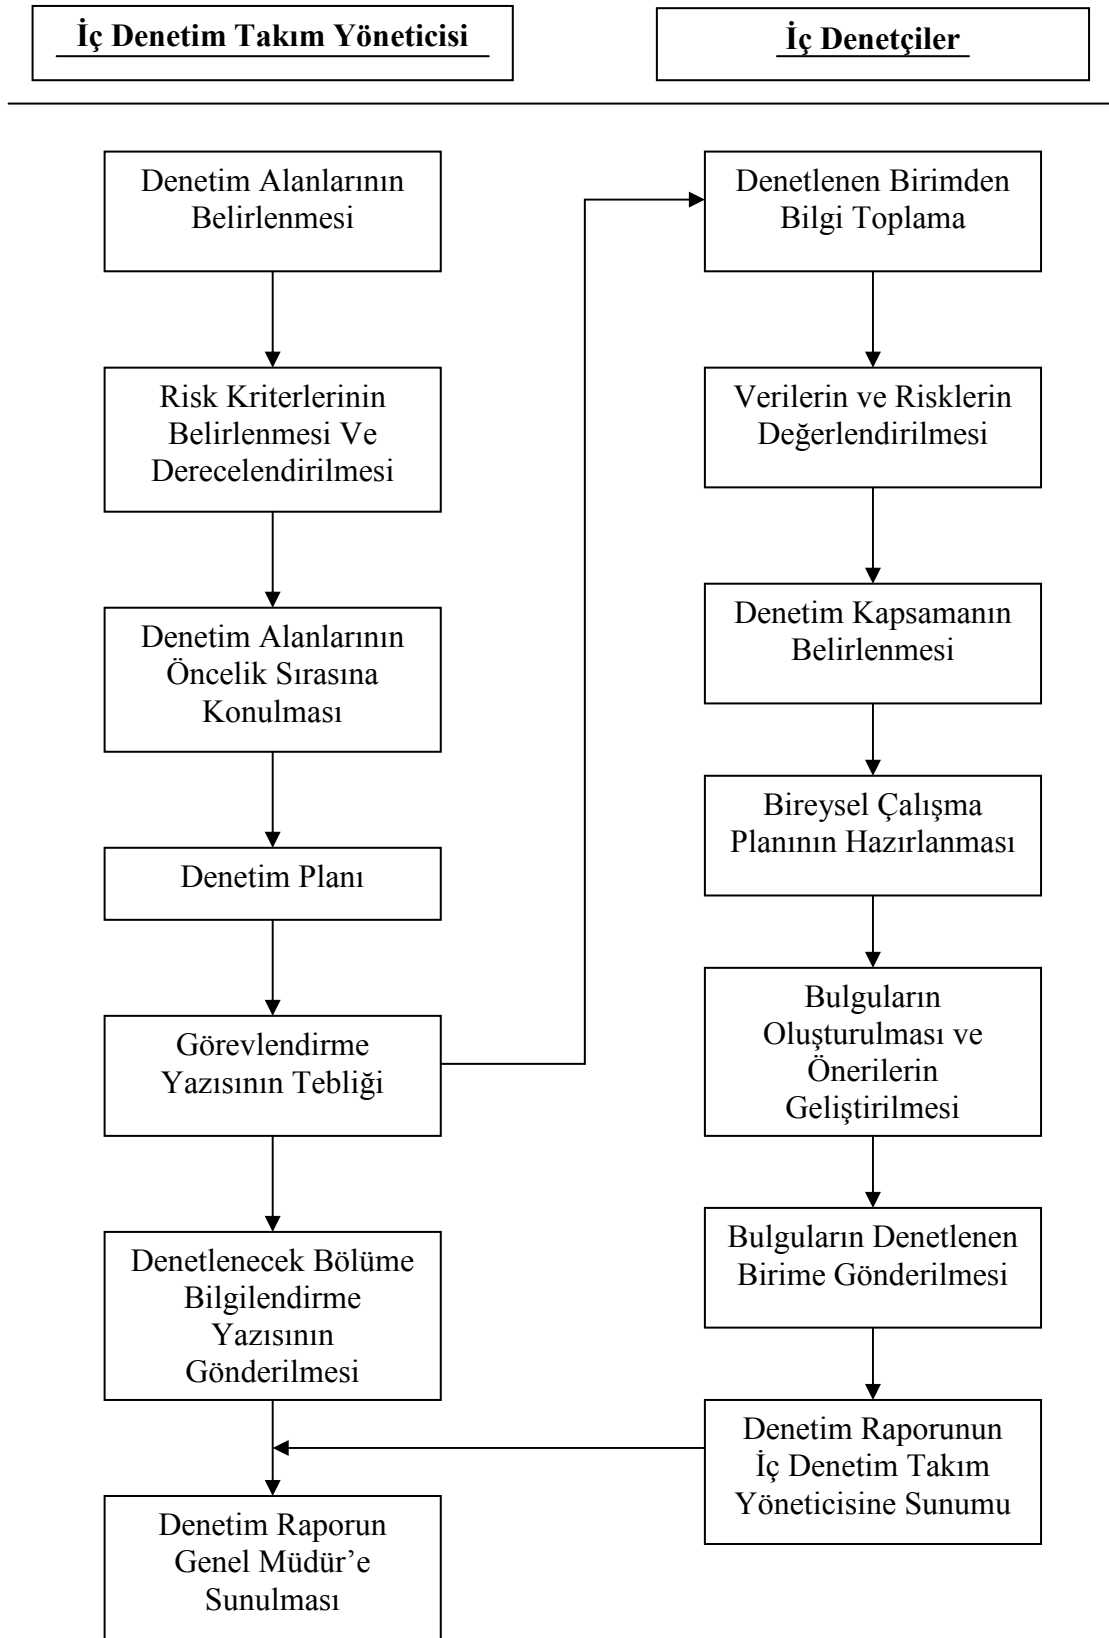 İç Denetim Takım Yöneticisi
İç Denetçiler
Denetim Alanlarının
Belirlenmesi
Risk Kriterlerinin
Belirlenmesi Ve
Derecelendirilmesi
Denetim Alanlarının
Öncelik Sırasına
Konulması
Denetim Planı
Görevlendirme
Yazısının Tebliği
Denetlenecek Bölüme
Bilgilendirme
Yazısının
Gönderilmesi
Denetim Raporun
Genel Müdür’e
Sunulması
Denetlenen Birimden
Bilgi Toplama
Verilerin ve Risklerin
Değerlendirilmesi
Denetim Kapsamanın
Belirlenmesi
Bireysel Çalışma
Planının Hazırlanması
Bulguların
Oluşturulması ve
Önerilerin
Geliştirilmesi
Bulguların Denetlenen
Birime Gönderilmesi
Denetim Raporunun
İç Denetim Takım
Yöneticisine Sunumu